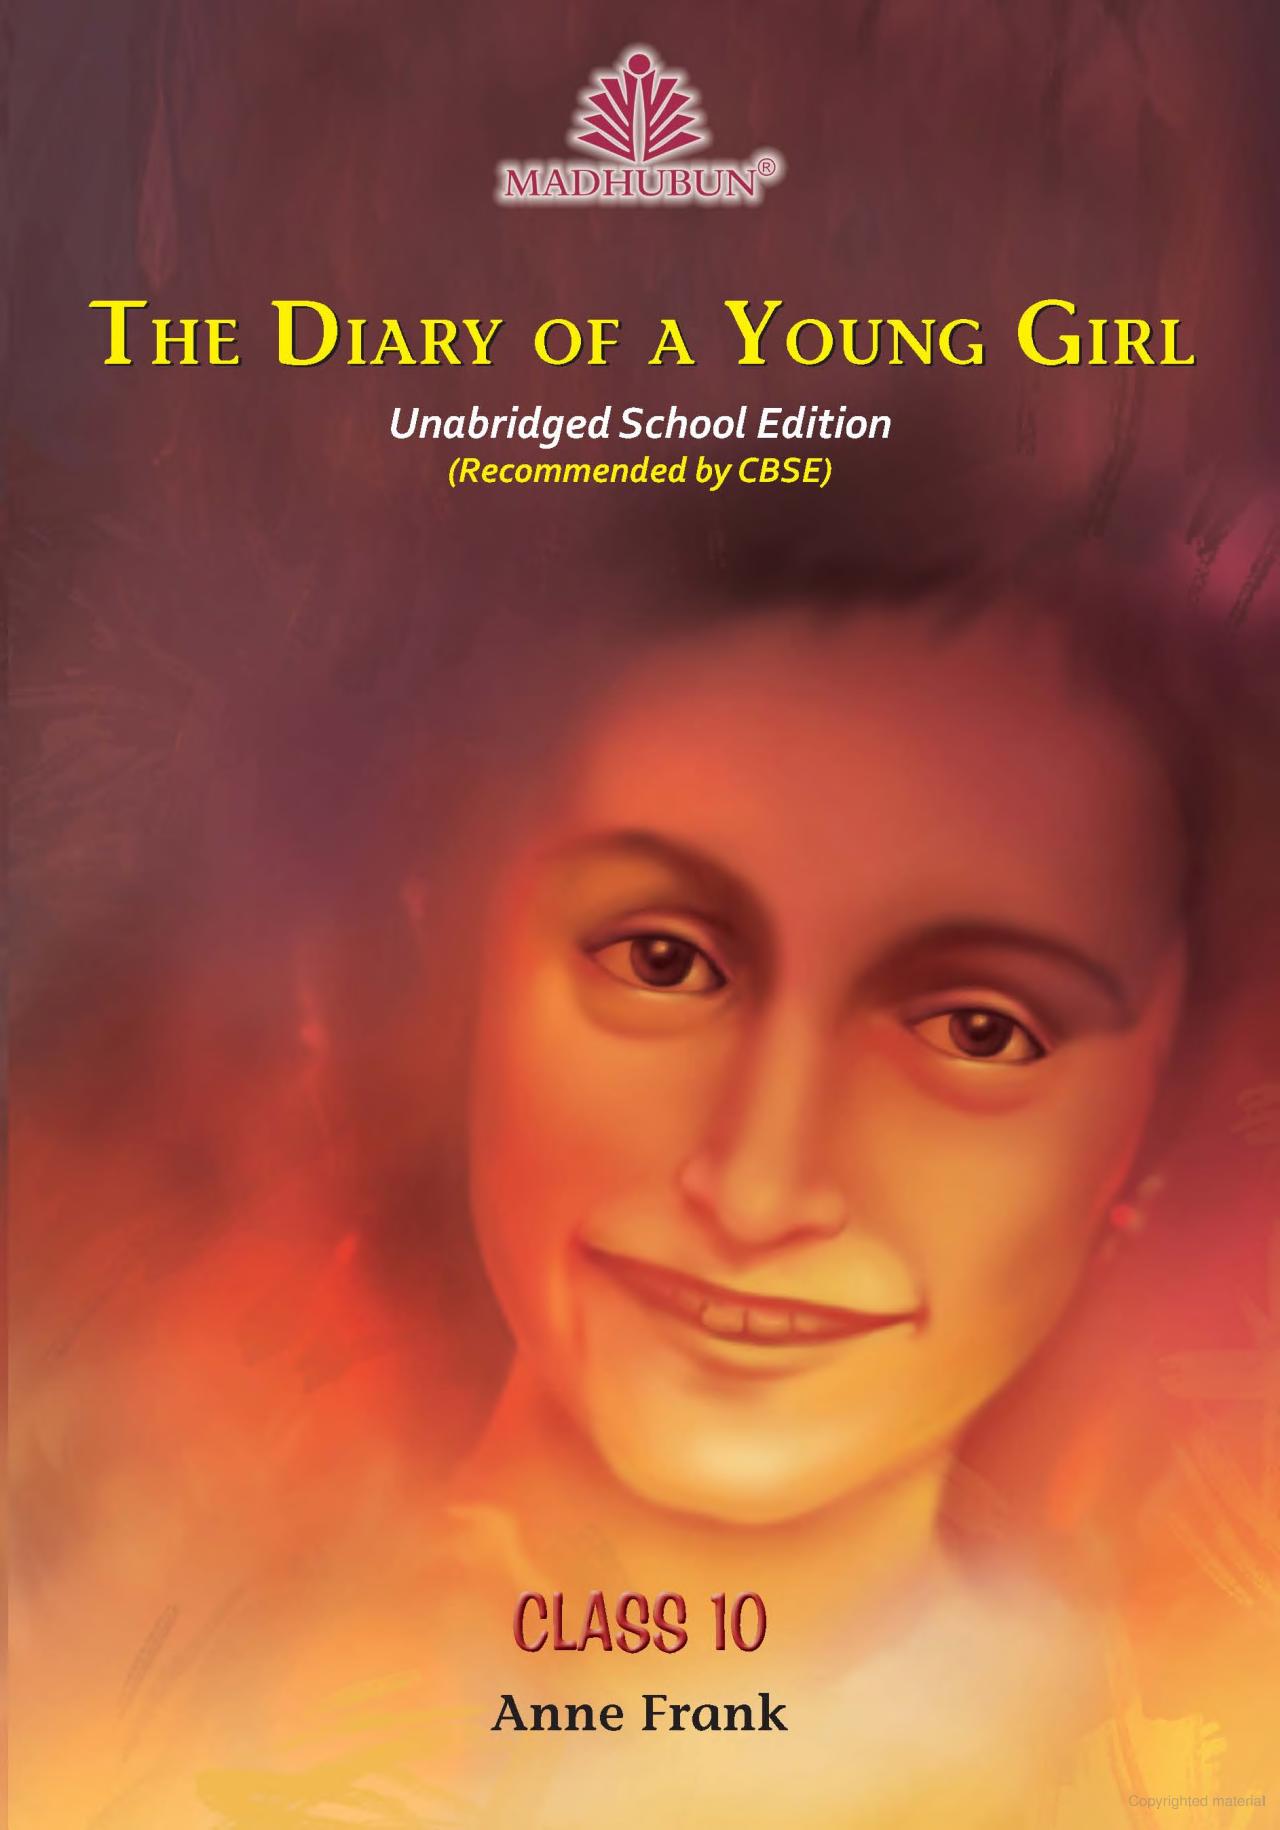 MADHUBUN®
THE DIARY OF A YOUNG GIRL
Unabridged School Edition
(Recommended by CBSE)
CLASS 10
Anne Frank
Copyrighted material